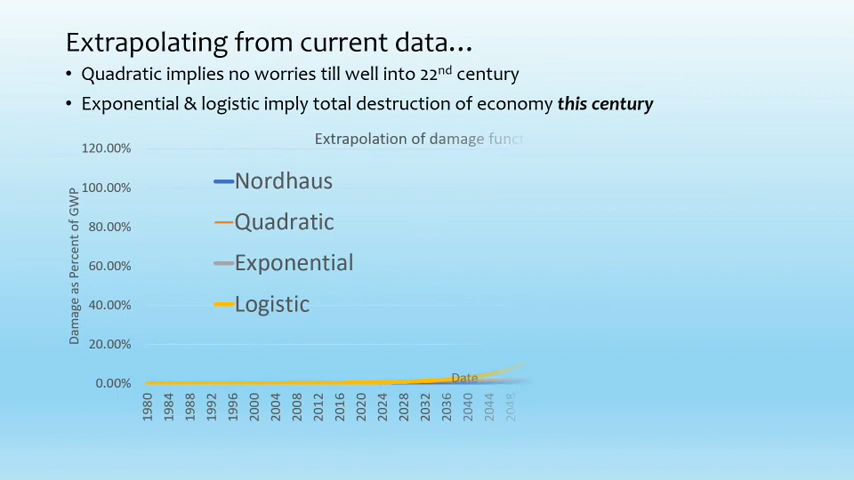 Extrapolating from current data…
• Quadratic implies no worries till well into 22nd century
• Exponential & logistic imply total destruction of economy this century
Extrapolation of damage funct
120.00%
100.00%
80.00%
60.00%
40.00%
20.00%
0.00%
Damage as Percent of GWP
Nordhaus
Quadratic
Exponential
Logistic
Date
1980
1984
1988
1992
1996
2000
2004
2008
2012
2016
2020
2024
2028
2032
2036
2040
2044
2048